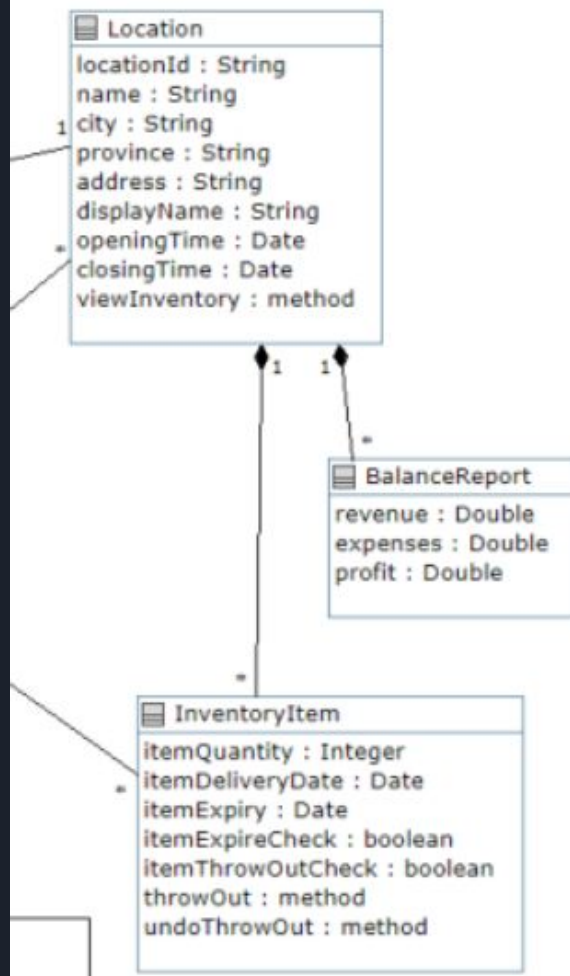 Location
locationId : String
name : String
1
city : String
province : String
address : String
displayName : String
*
openingTime : Date
closingTime : Date
viewInventory : method
1
1
*
BalanceReport
revenue : Double
expenses : Double
profit : Double
*
InventoryItem
itemQuantity : Integer
itemDeliveryDate : Date
*
itemExpiry : Date
itemExpireCheck : boolean
itemThrowOutCheck : boolean
throwOut : method
undoThrowOut : method